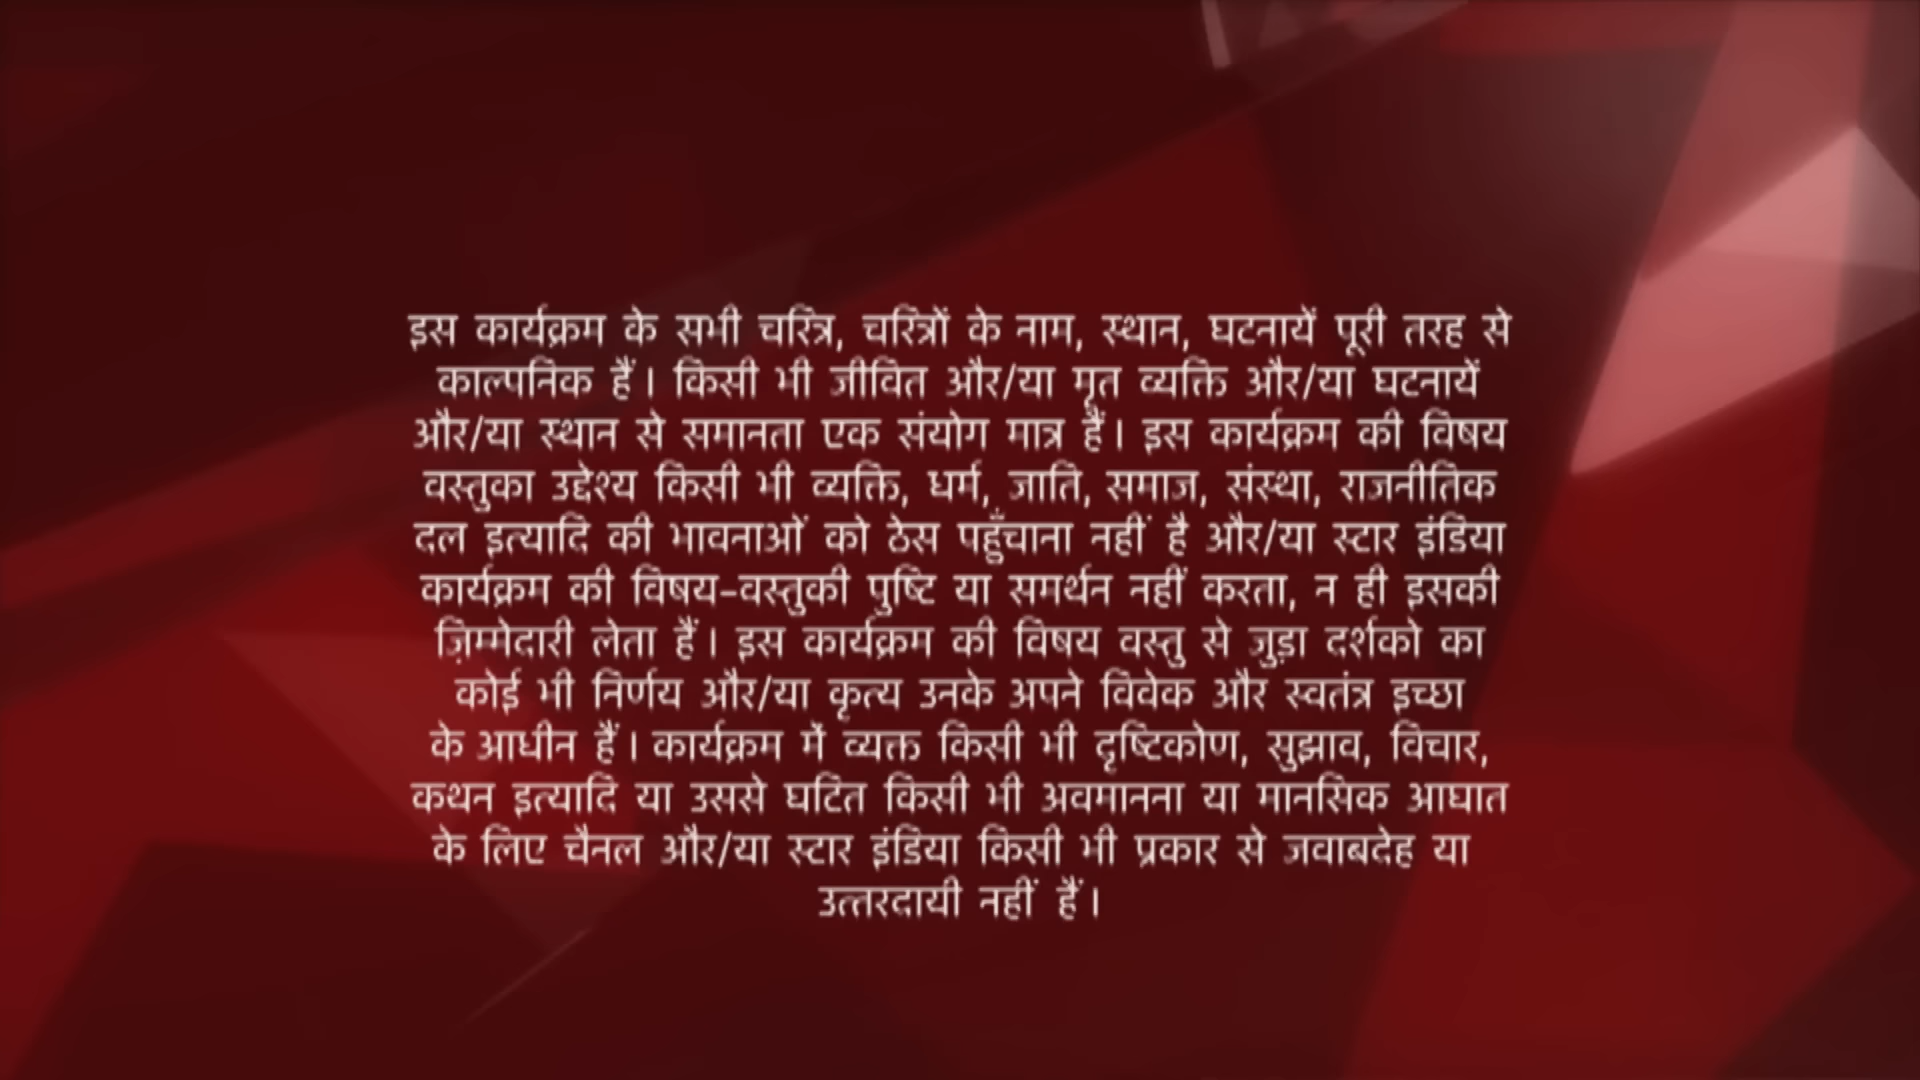 इस कार्यक्रम के सभी चरित्र, चरित्रों के नाम, स्थान, घटनायें पूरी तरह से
काल्पनिक हैं। किसी भी जीवित और/या मृत व्यक्ति और/या घटनायें
और/या स्थान से समानता एक संयोग मात्र हैं। इस कार्यक्रम की विषय
वस्तुका उद्देश्य किसी भी व्यक्ति, धर्म, जाति, समाज, संस्था, राजनीतिक
दल इत्यादि की भावनाओं को ठेस पहुँचाना नहीं है और/या स्टार इंडिया
कार्यक्रम की विषय-वस्तुकी पुष्टि या समर्थन नहीं करता, न ही इसकी
ज़िम्मेदारी लेता हैं। इस कार्यक्रम की विषय वस्तु से जुड़ा दर्शको का
कोई भी निर्णय और/या कृत्य उनके अपने विवेक और स्वतंत्र इच्छा
के आधीन हैं। कार्यक्रम में व्यक्त किसी भी दृष्टिकोण, सुझाव, विचार,
कथन इत्यादि या उससे घटित किसी भी अवमानना या मानसिक आघात
के लिए चैनल और/या स्टार इंडिया किसी भी प्रकार से जवाबदेह या
उत्तरदायी नहीं हैं।